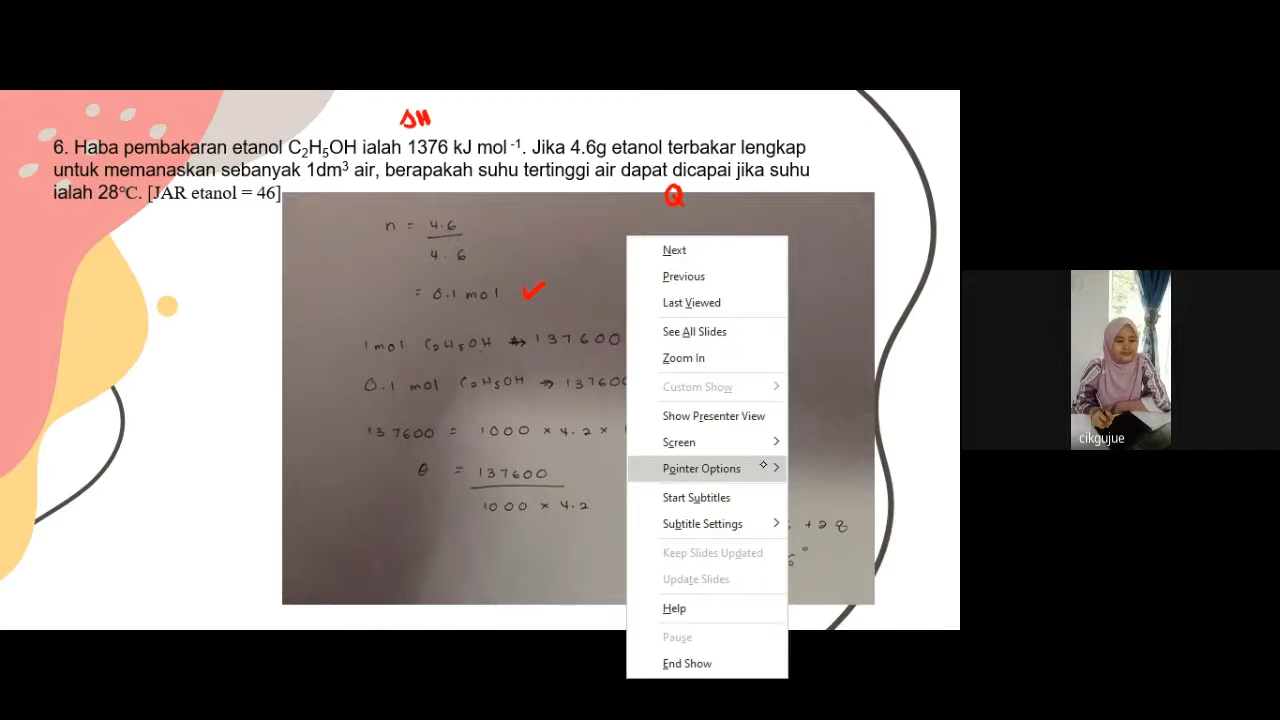 ΔH
6. Haba pembakaran etanol C₂H₅OH ialah 1376 kJ mol ⁻¹. Jika 4.6g etanol terbakar lengkap
untuk memanaskan sebanyak 1dm³ air, berapakah suhu tertinggi air dapat dicapai jika suhu
ialah 28℃. [JAR etanol = 46]
Q
n = 4.6
4.6
= 0.1 mol ✓
1 mol C₂H₅OH → 137600
0.1 mol C₂H₅OH → 137600
137600 = 1000 × 4.2 ×
θ = 137600
1000 × 4.2
+28
Next
Previous
Last Viewed
See All Slides
Zoom In
Custom Show
Show Presenter View
Screen
Pointer Options
Start Subtitles
Subtitle Settings
Keep Slides Updated
Update Slides
Help
Pause
End Show
cikgujue